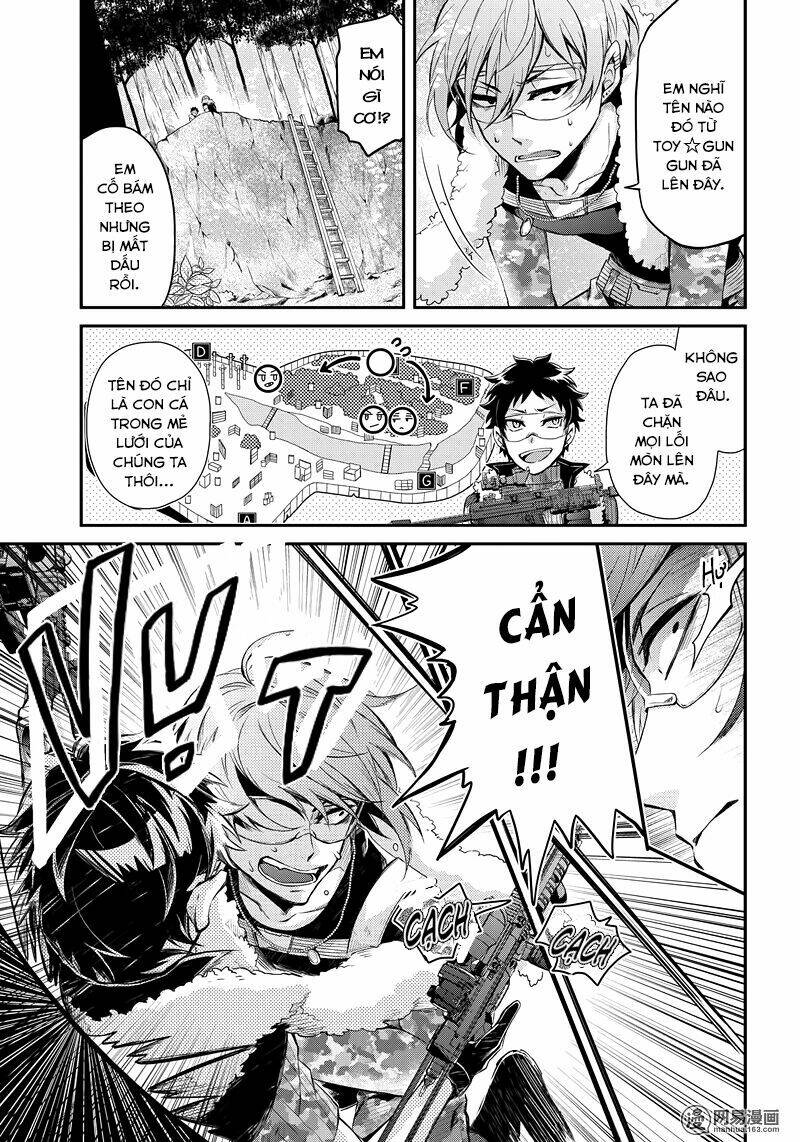 EM NGHĨ
TÊN NÀO
ĐÓ TỪ
TOY☆GUN
GUN ĐÃ
LÊN ĐÂY.
EM
NÓI
GÌ
CƠ!?
EM
CỐ BÁM
THEO
NHƯNG
BỊ MẤT
DẤU
RỒI.
KHÔNG
SAO
ĐÂU.
TA ĐÃ
CHẶN
MỌI LỐI
MÒN LÊN
ĐÂY MÀ.
D
F
G
A
TÊN ĐÓ CHỈ
LÀ CON CÁ
TRONG MẺ
LƯỚI CỦA
CHÚNG TA
THÔI...
HỰ
CẨN
THẬN
!!!
VỤT
CẠCH
CẠCH
网易漫画
manhua.163.com